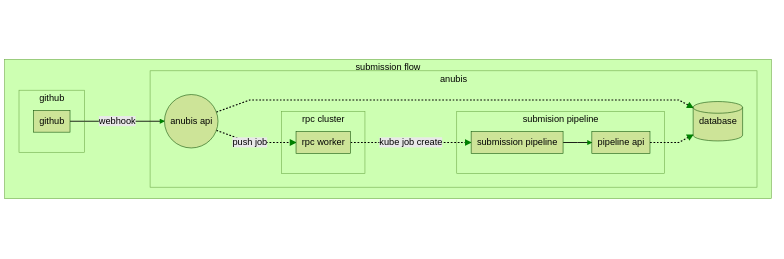 submission flow
anubis
github
github
webhook
anubis api
push job
rpc cluster
rpc worker
kube job create
submision pipeline
submission pipeline
pipeline api
database